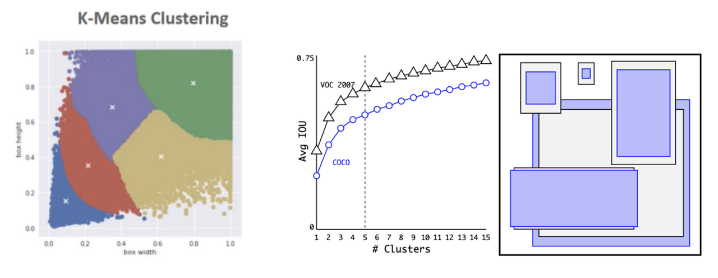 K-Means Clustering
1.0
0.8
0.6
0.4
0.2
0.0
box height
0.0 0.2 0.4 0.6 0.8 1.0
box width
0.75
VOC 2007
Avg IOU
COCO
0
1 2 3 4 5 6 7 8 9 10 11 12 13 14 15
# Clusters